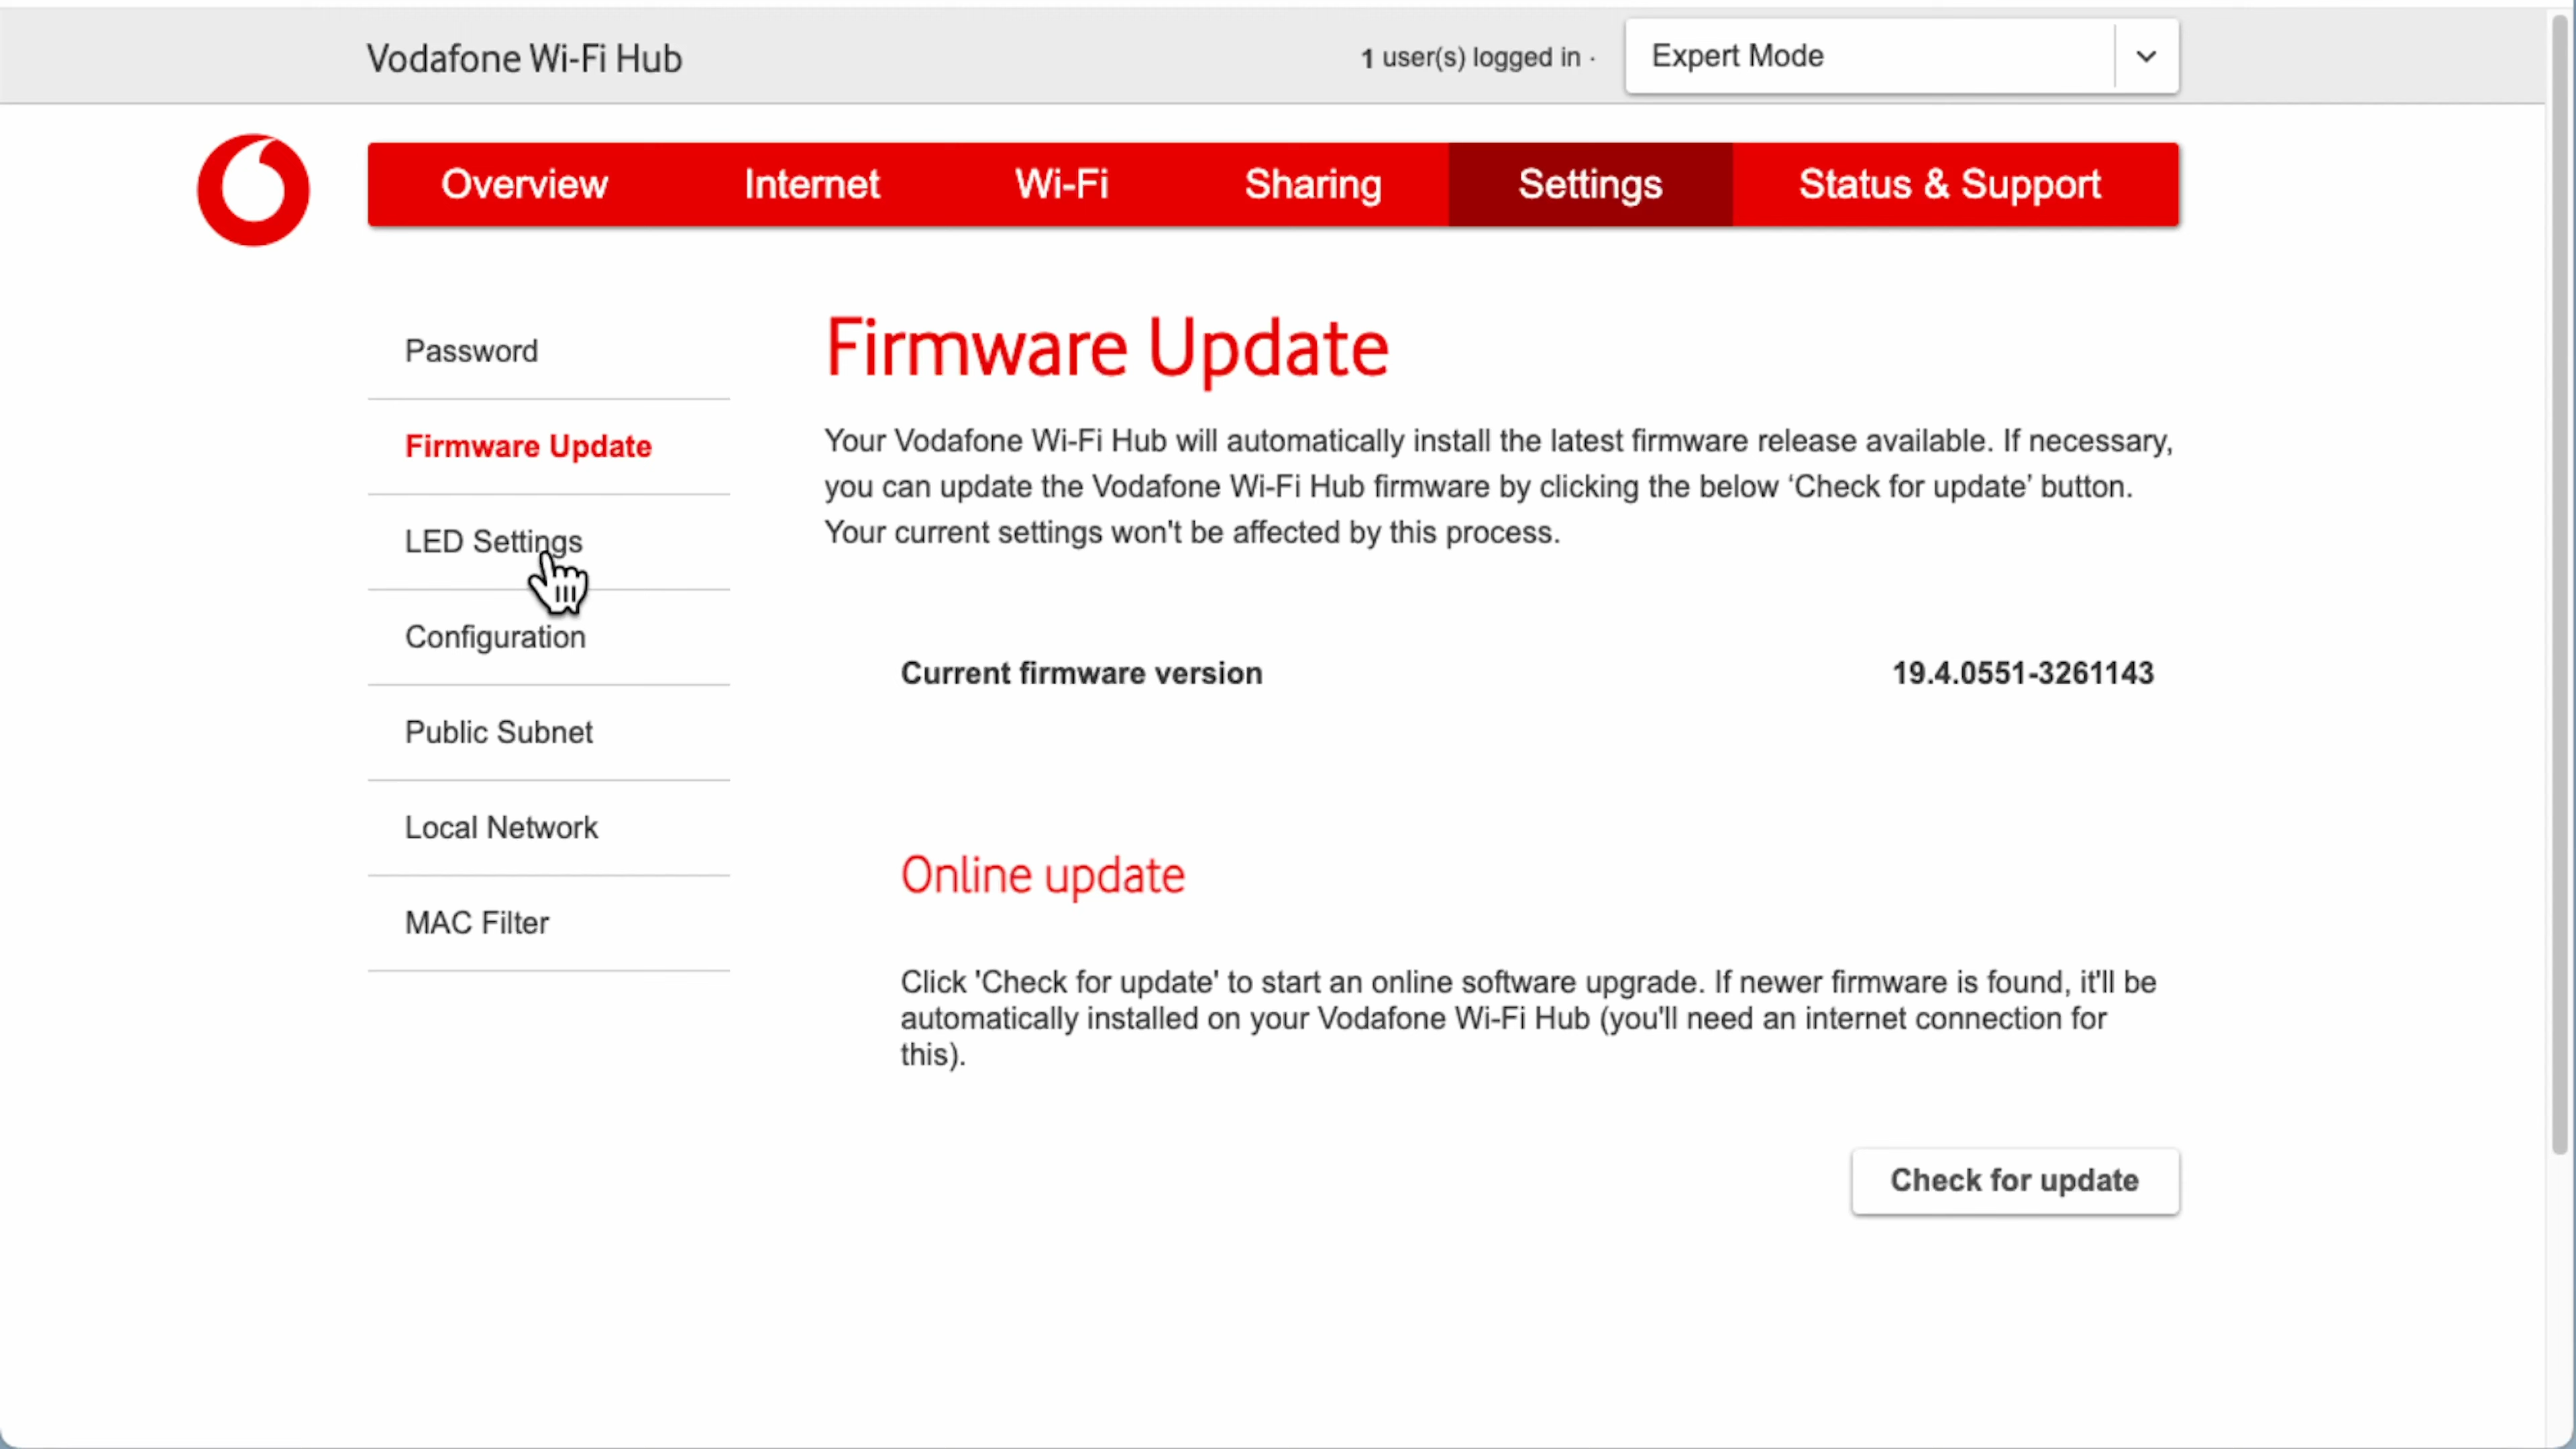 Vodafone Wi-Fi Hub
1 user(s) logged in ·
Expert Mode
Overview
Internet
Wi-Fi
Sharing
Settings
Status & Support
Password
Firmware Update
LED Settings
Configuration
Public Subnet
Local Network
MAC Filter
Firmware Update
Your Vodafone Wi-Fi Hub will automatically install the latest firmware release available. If necessary,
you can update the Vodafone Wi-Fi Hub firmware by clicking the below ‘Check for update’ button.
Your current settings won't be affected by this process.
Current firmware version
19.4.0551-3261143
Online update
Click 'Check for update' to start an online software upgrade. If newer firmware is found, it'll be
automatically installed on your Vodafone Wi-Fi Hub (you'll need an internet connection for
this).
Check for update